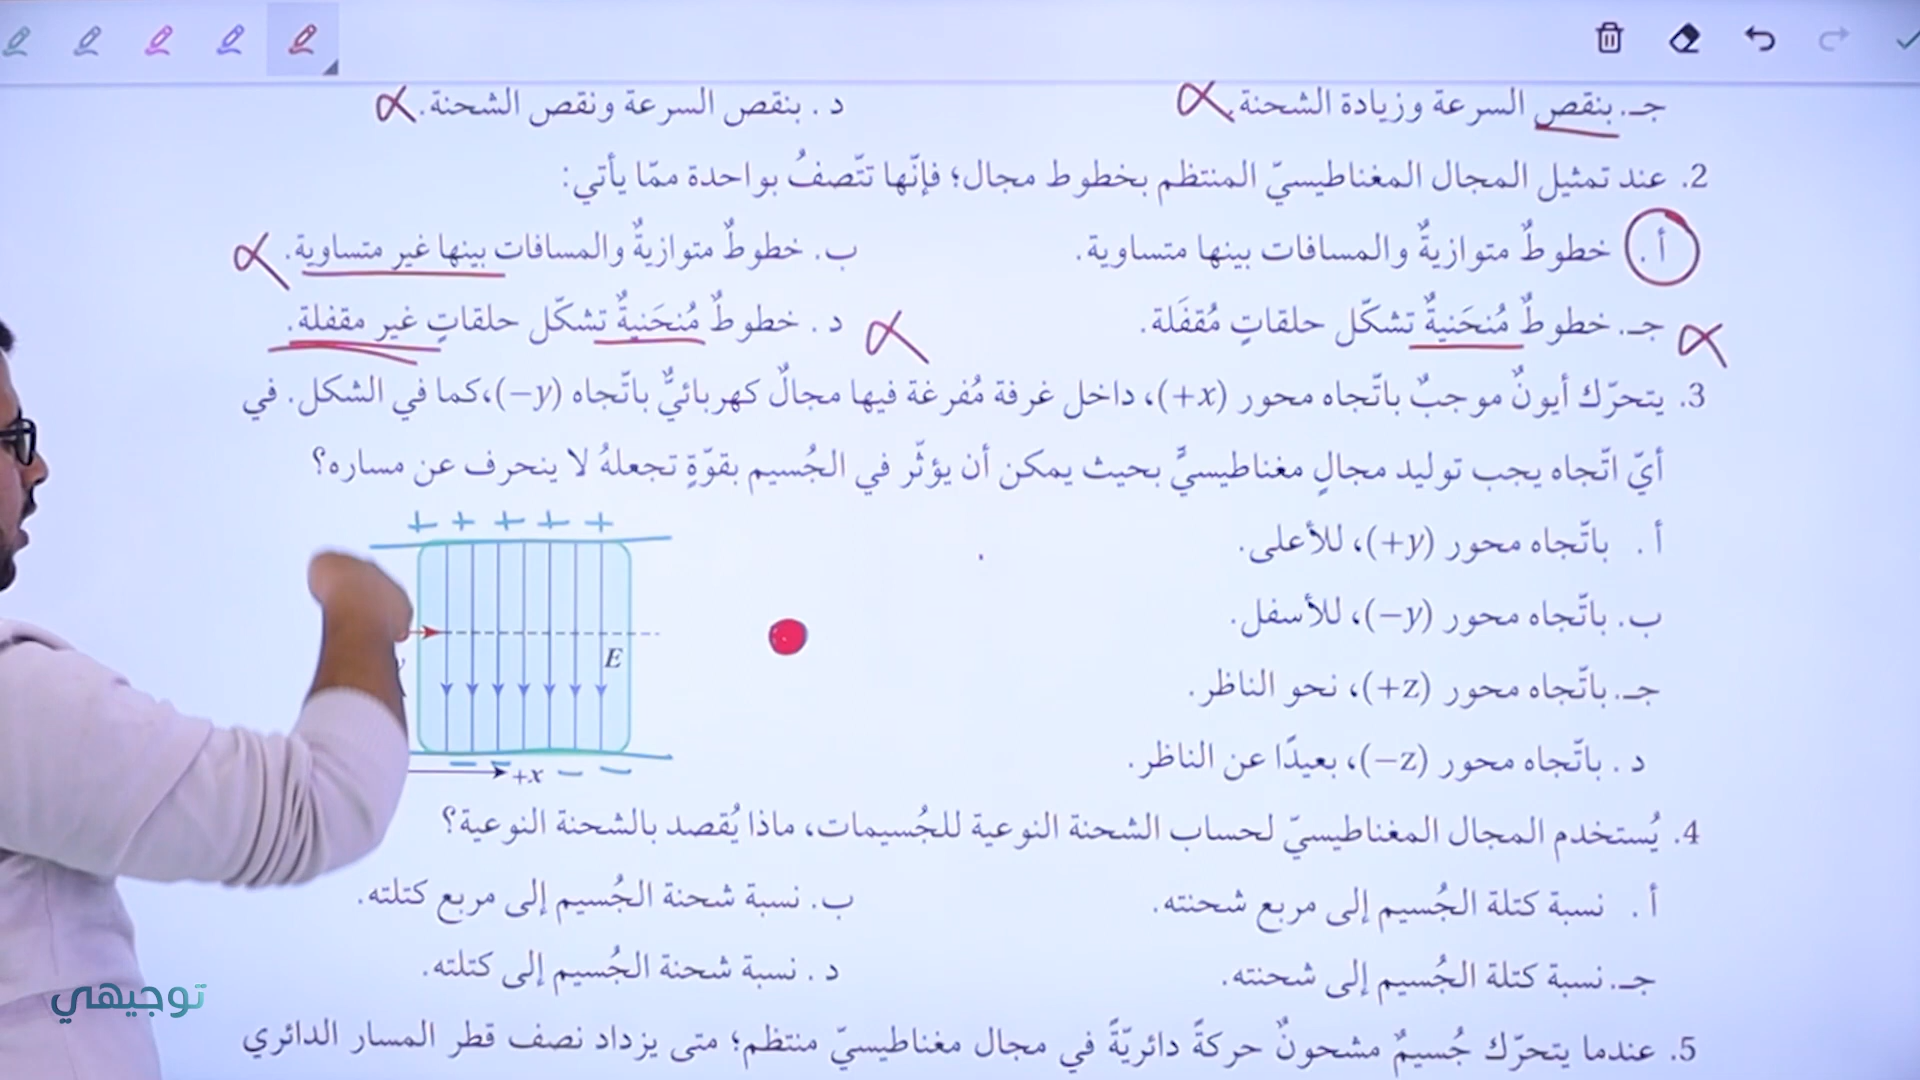 جـ. بنقص السرعة وزيادة الشحنة. د . بنقص السرعة ونقص الشحنة.
2. عند تمثيل المجال المغناطيسيّ المنتظم بخطوط مجال؛ فإنّها تتّصفُ بواحدة ممّا يأتي:
أ . خطوطٌ متوازيةٌ والمسافات بينها متساوية. ب. خطوطٌ متوازيةٌ والمسافات بينها غير متساوية.
جـ. خطوطٌ مُنحَنيةٌ تشكّل حلقاتٍ مُقفَلة. د . خطوطٌ مُنحَنيةٌ تشكّل حلقاتٍ غير مقفلة.
3. يتحرّك أيونٌ موجبٌ باتّجاه محور (+x)، داخل غرفة مُفرغة فيها مجالٌ كهربائيٌّ باتّجاه (−y)، كما في الشكل. في
أيّ اتّجاه يجب توليد مجالٍ مغناطيسيٍّ بحيث يمكن أن يؤثّر في الجُسيم بقوّةٍ تجعلهُ لا ينحرف عن مساره؟
+ + + + +
أ . باتّجاه محور (+y)، للأعلى.
ب. باتّجاه محور (−y)، للأسفل.
E
جـ. باتّجاه محور (+z)، نحو الناظر.
د . باتّجاه محور (−z)، بعيدًا عن الناظر.
− − − −
+x
4. يُستخدم المجال المغناطيسيّ لحساب الشحنة النوعية للجُسيمات، ماذا يُقصد بالشحنة النوعية؟
أ . نسبة كتلة الجُسيم إلى مربع شحنته. ب. نسبة شحنة الجُسيم إلى مربع كتلته.
جـ. نسبة كتلة الجُسيم إلى شحنته. د . نسبة شحنة الجُسيم إلى كتلته.
توجيهي
5. عندما يتحرّك جُسيمٌ مشحونٌ حركةً دائريّةً في مجال مغناطيسيّ منتظم؛ متى يزداد نصف قطر المسار الدائري